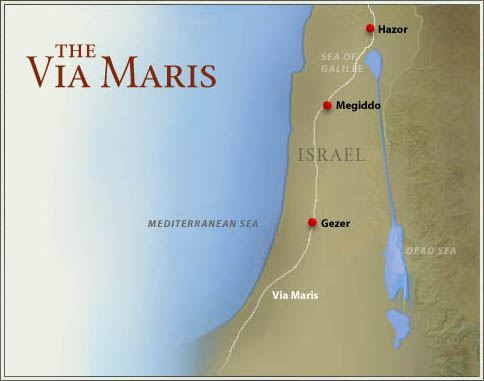 THE
VIA MARIS
Hazor
SEA OF
GALILEE
Megiddo
ISRAEL
MEDITERRANEAN SEA
Gezer
DEAD SEA
Via Maris